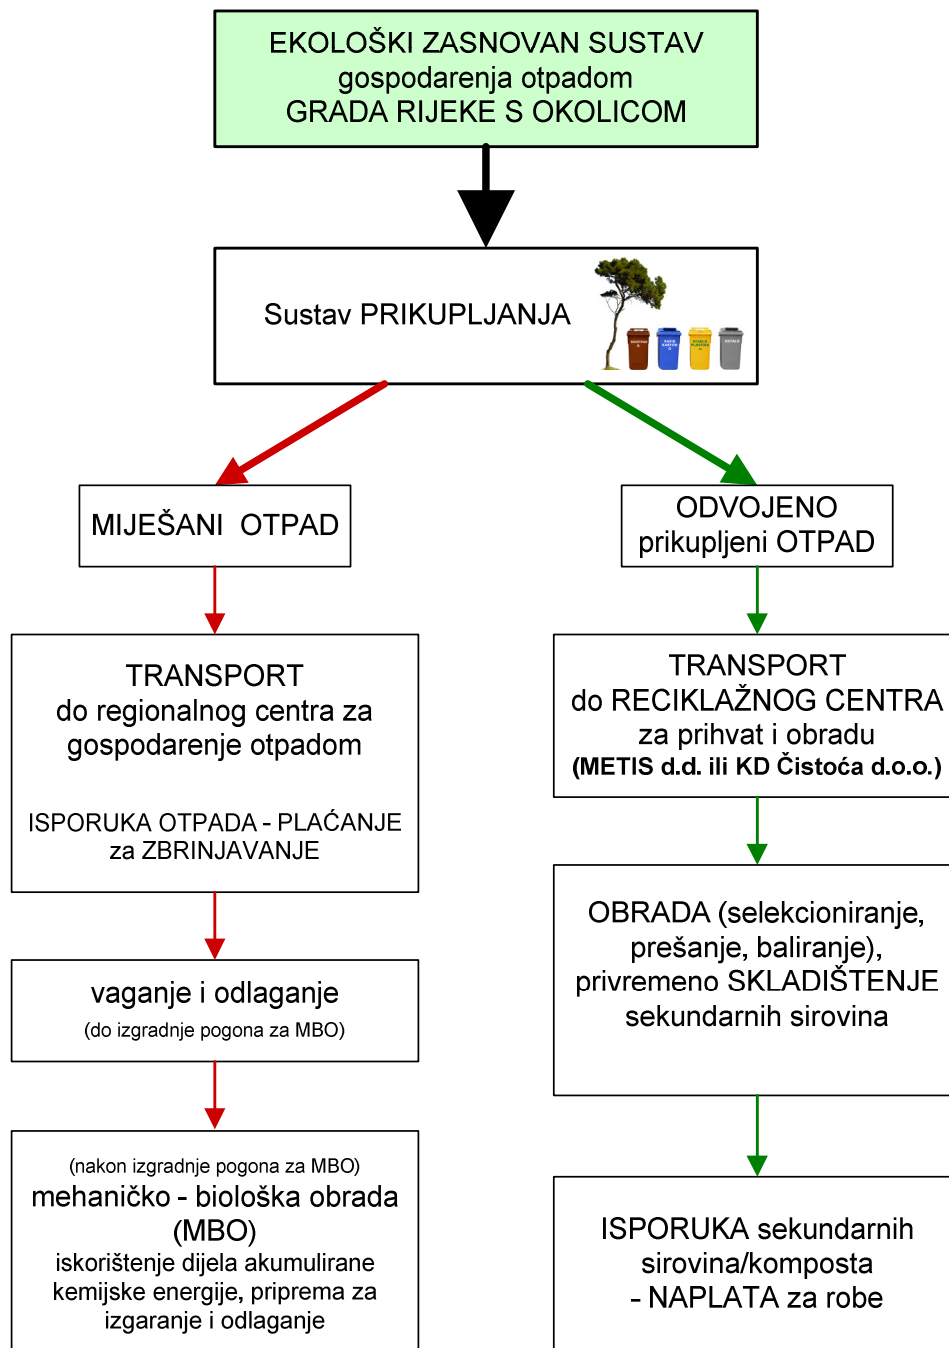 EKOLOŠKI ZASNOVAN SUSTAV
gospodarenja otpadom
GRADA RIJEKE S OKOLICOM
Sustav PRIKUPLJANJA
MIJEŠANI OTPAD
ODVOJENO
prikupljeni OTPAD
TRANSPORT
do regionalnog centra za
gospodarenje otpadom
ISPORUKA OTPADA - PLAĆANJE
za ZBRINJAVANJE
TRANSPORT
do RECIKLAŽNOG CENTRA
za prihvat i obradu
(METIS d.d. ili KD Čistoća d.o.o.)
vaganje i odlaganje
(do izgradnje pogona za MBO)
OBRADA (selekcioniranje,
prešanje, baliranje),
privremeno SKLADIŠTENJE
sekundarnih sirovina
(nakon izgradnje pogona za MBO)
mehaničko - biološka obrada
(MBO)
iskorištenje dijela akumulirane
kemijske energije, priprema za
izgaranje i odlaganje
ISPORUKA sekundarnih
sirovina/komposta
- NAPLATA za robe